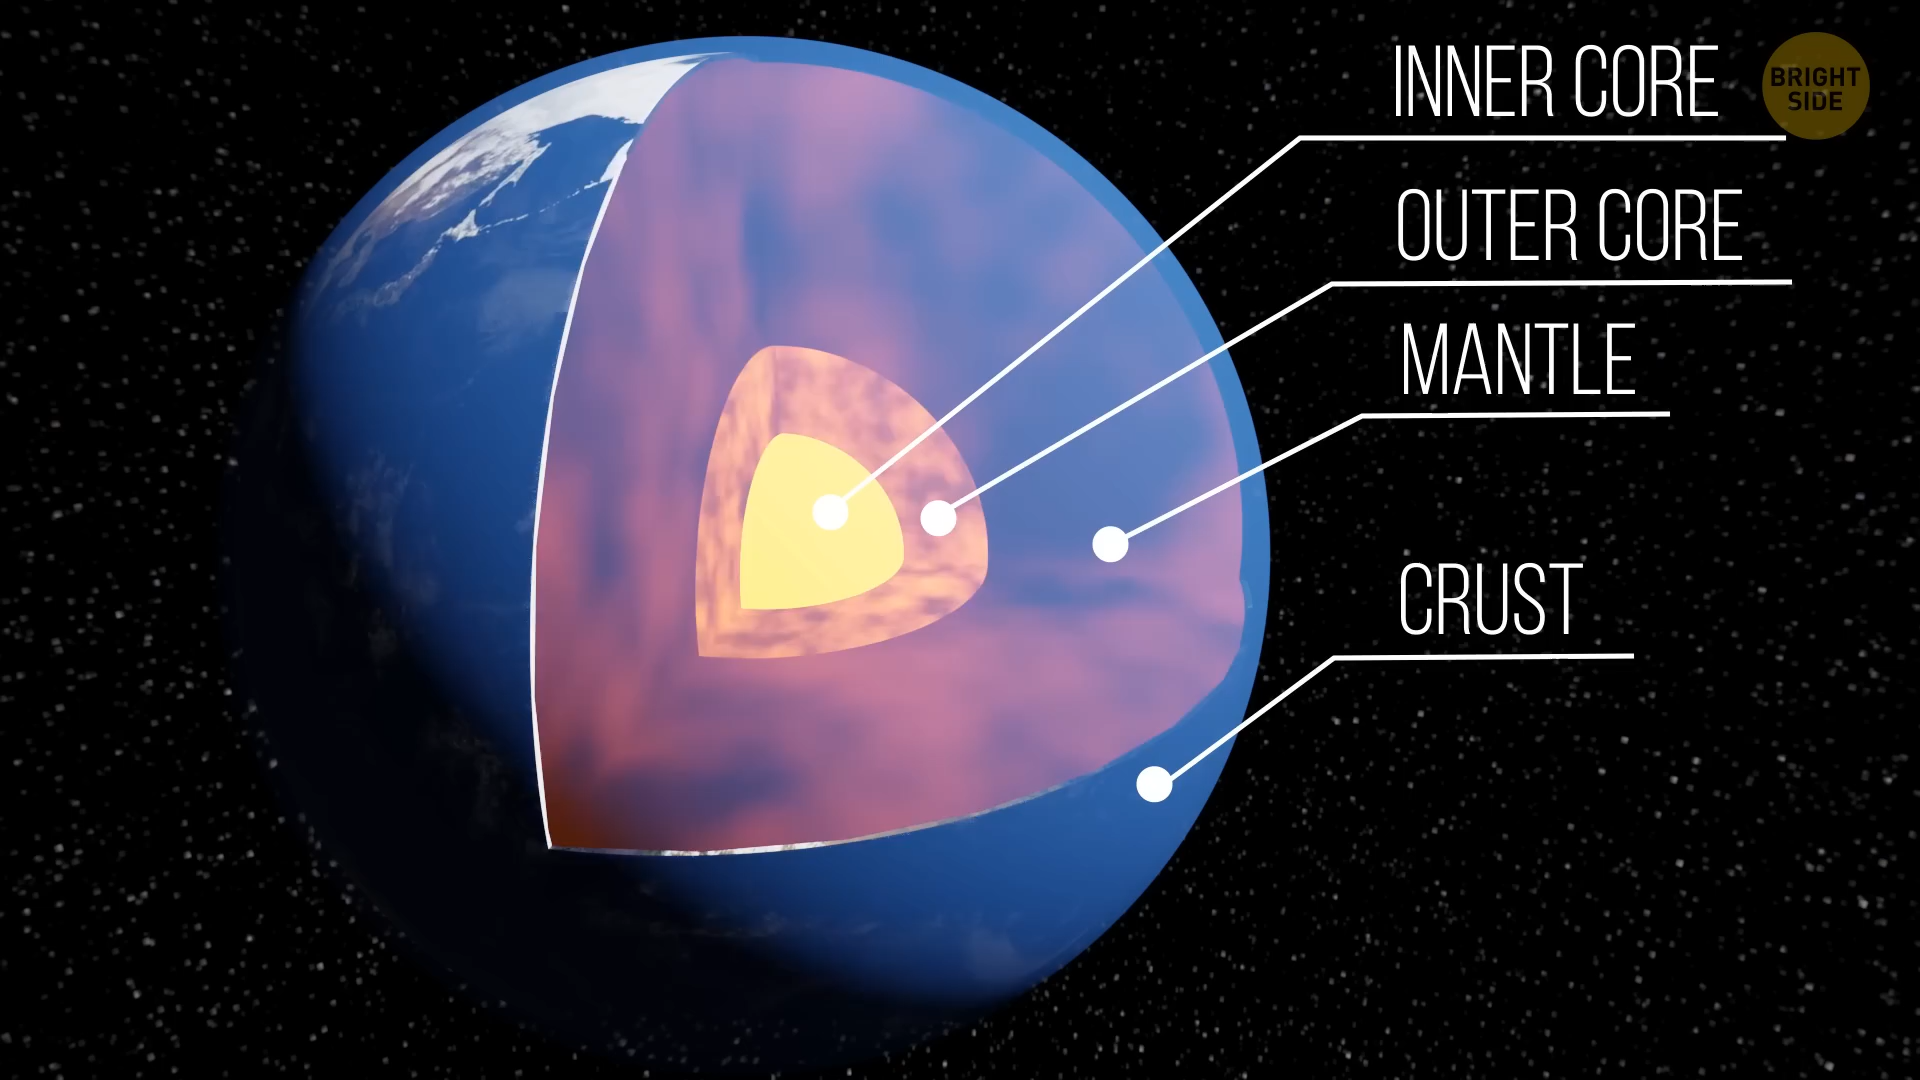 INNER CORE
BRIGHT
SIDE
OUTER CORE
MANTLE
CRUST